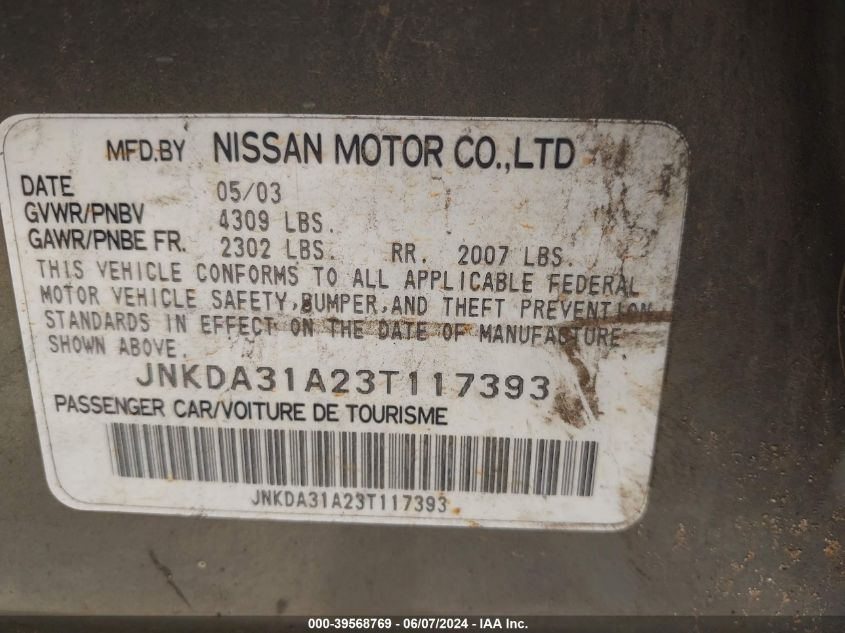 MFD.BY NISSAN MOTOR CO.,LTD
DATE 05/03
GVWR/PNBV 4309 LBS.
GAWR/PNBE FR. 2302 LBS. RR. 2007 LBS.
THIS VEHICLE CONFORMS TO ALL APPLICABLE FEDERAL
MOTOR VEHICLE SAFETY,BUMPER,AND THEFT PREVENTION
STANDARDS IN EFFECT ON THE DATE OF MANUFACTURE
SHOWN ABOVE.
JNKDA31A23T117393
PASSENGER CAR/VOITURE DE TOURISME
JNKDA31A23T117393
000-39568769 - 06/07/2024 - IAA Inc.